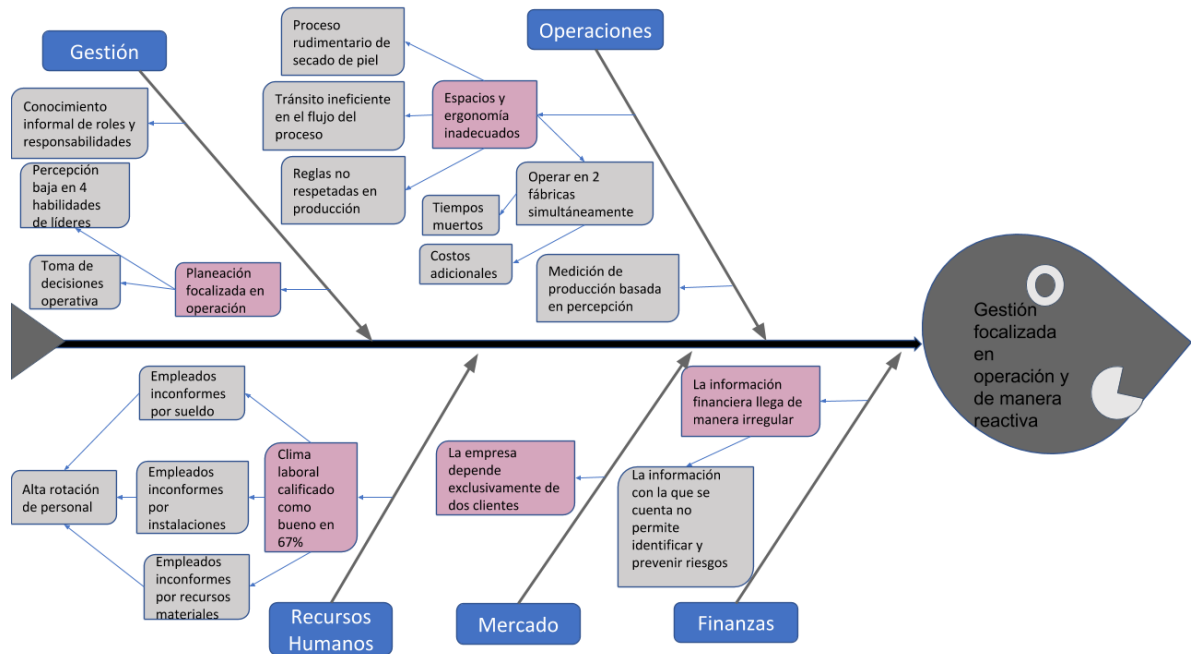 Gestión
Conocimiento
informal de roles y
responsabilidades
Percepción
baja en 4
habilidades
de líderes
Toma de
decisiones
operativa
Planeación
focalizada en
operación
Operaciones
Proceso
rudimentario de
secado de piel
Tránsito ineficiente
en el flujo del
proceso
Reglas no
respetadas en
producción
Espacios y
ergonomía
inadecuados
Operar en 2
fábricas
simultáneamente
Tiempos
muertos
Costos
adicionales
Medición de
producción basada
en percepción
Gestión
focalizada
en
operación y
de manera
reactiva
Empleados
inconformes por
sueldo
Alta rotación
de personal
Empleados
inconformes
por
instalaciones
Empleados
inconformes
por recursos
materiales
Clima
laboral
calificado
como
bueno en
67%
Recursos
Humanos
La empresa
depende
exclusivamente de
dos clientes
Mercado
La información
financiera llega de
manera irregular
La información
con la que se
cuenta no
permite
identificar y
prevenir riesgos
Finanzas